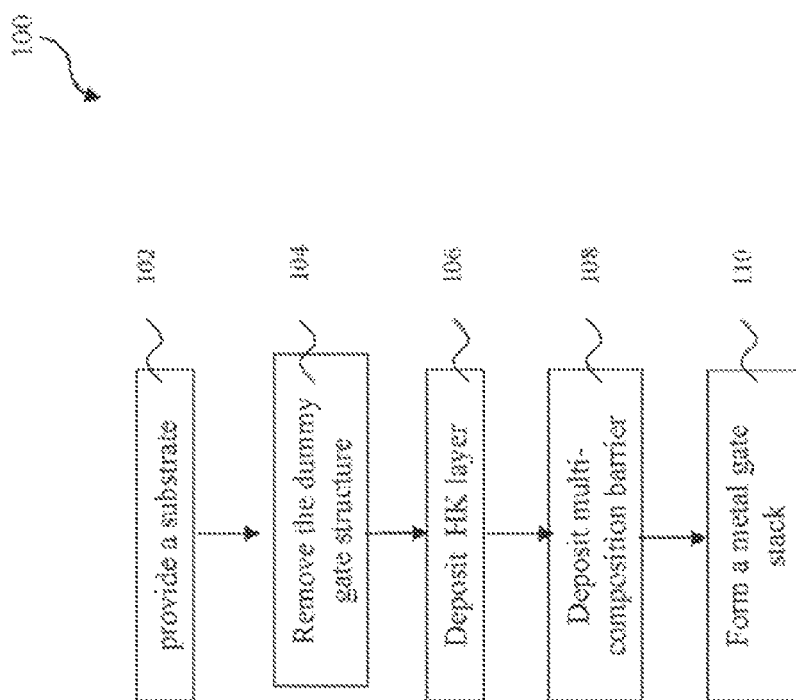 100
102
provide a substrate
104
Remove the dummy
gate structure
106
Deposit HK layer
108
Deposit multi-
composition barrier
110
Form a metal gate
stack